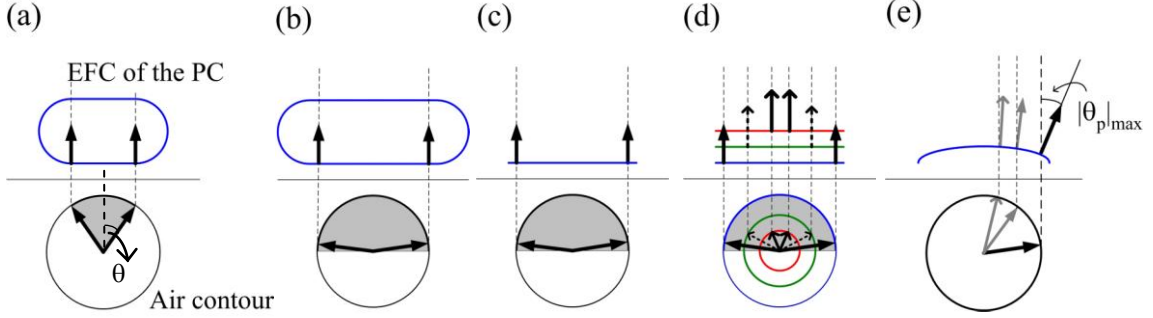 (a) (b) (c) (d) (e)
EFC of the PC
|θp|max
θ
Air contour